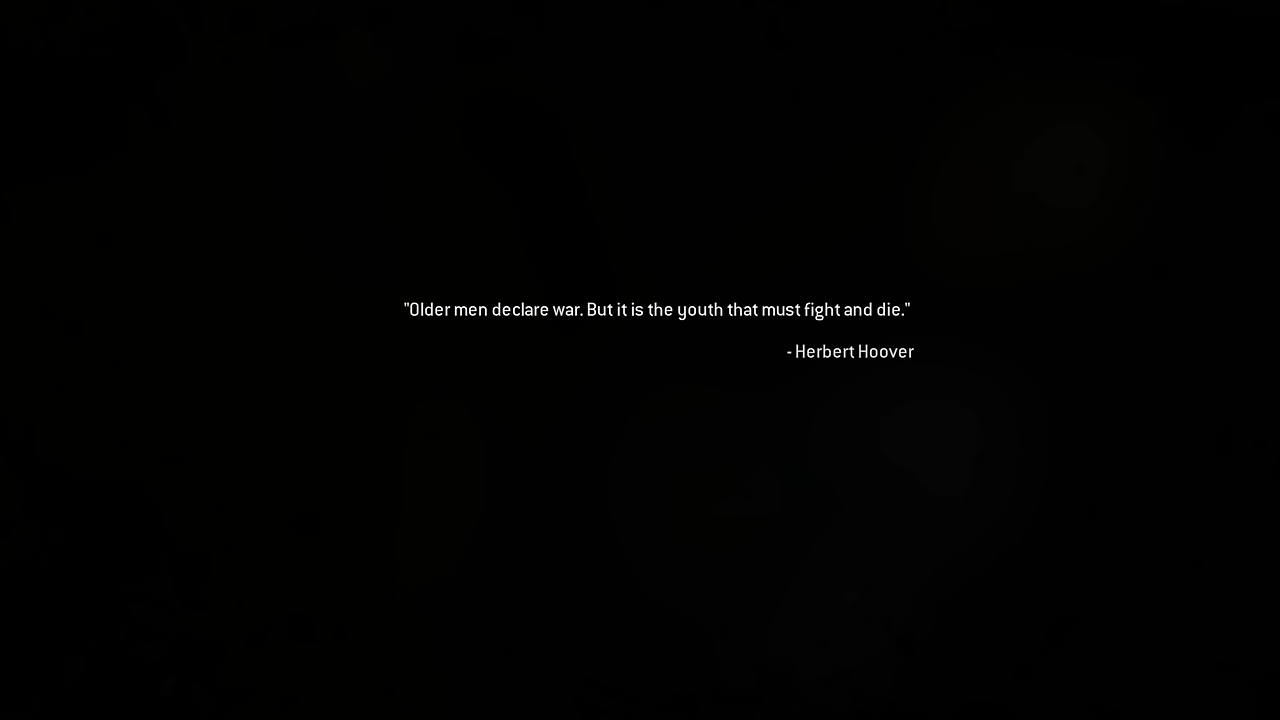 "Older men declare war. But it is the youth that must fight and die."
- Herbert Hoover